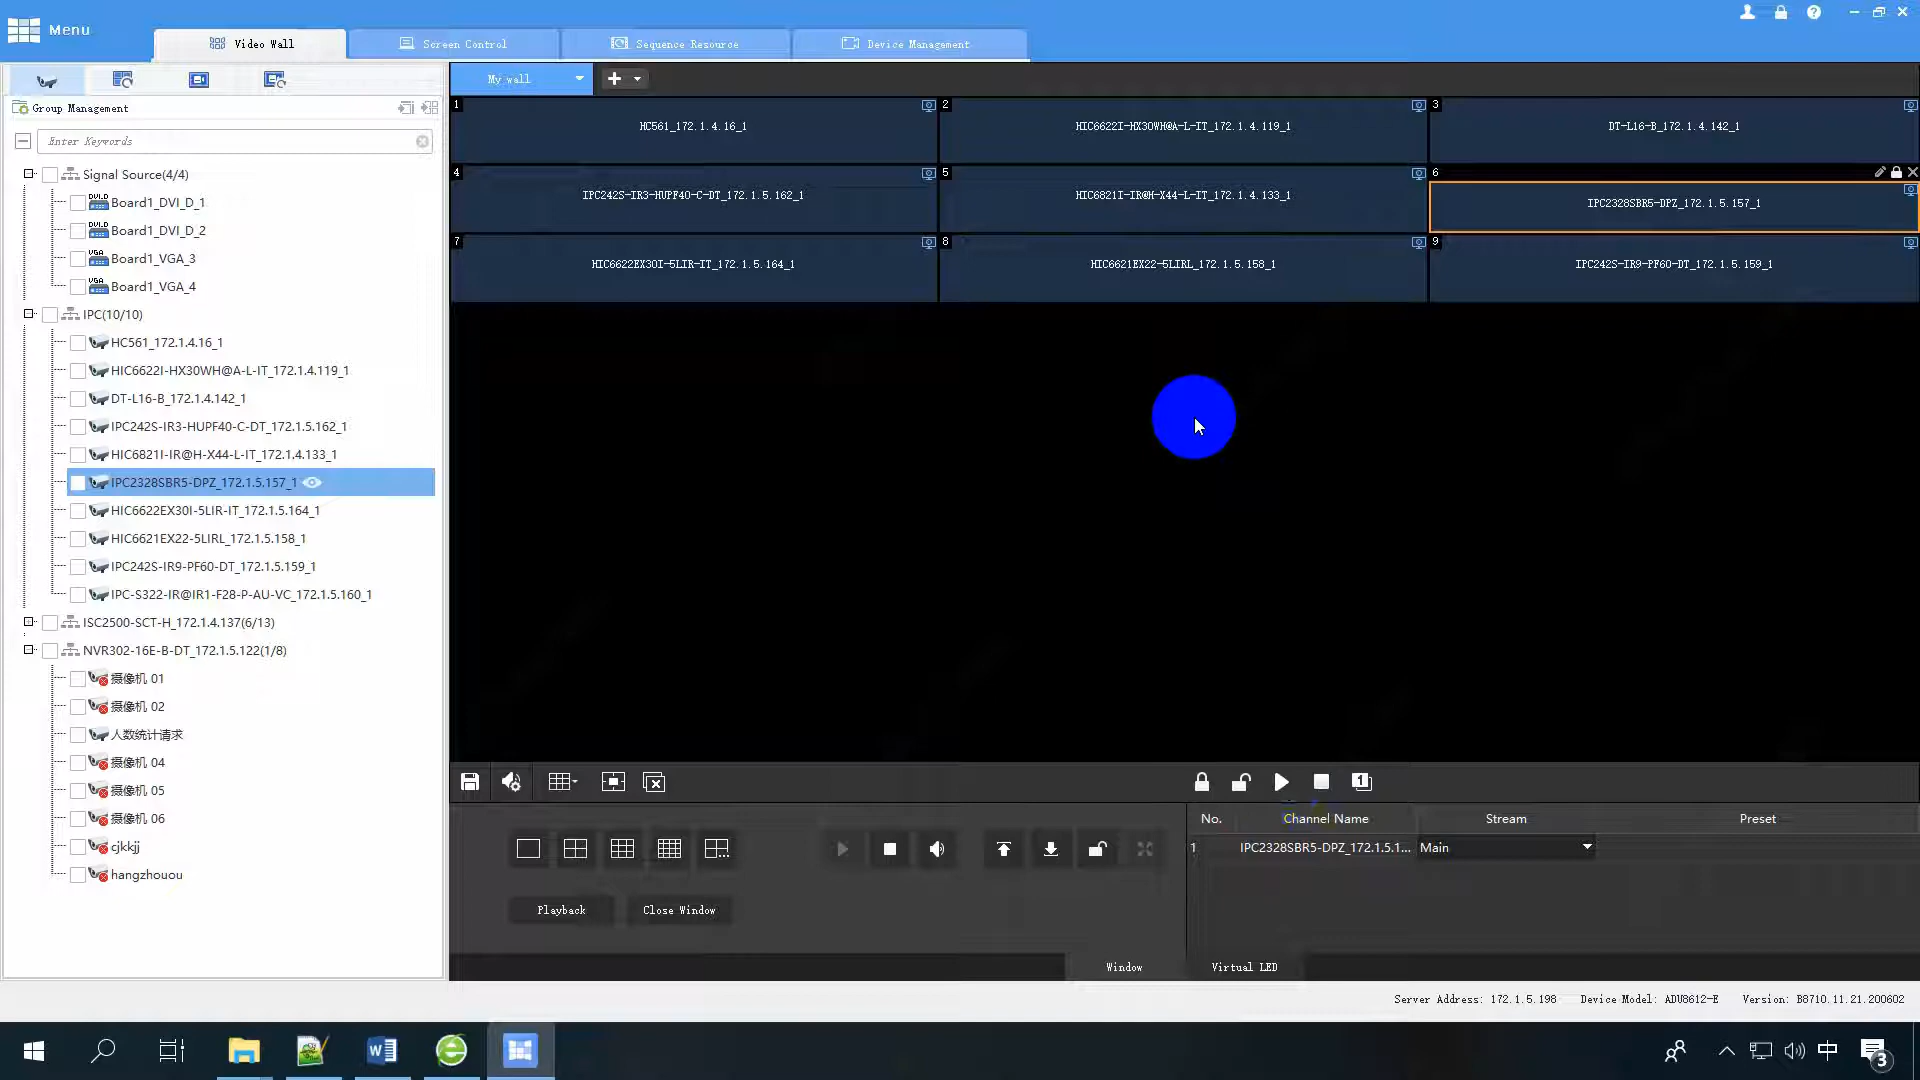 Menu
Video Wall
Screen Control
Sequence Resource
Device Management
Group Management
Enter Keywords
Signal Source(4/4)
DVI_D Board1_DVI_D_1
DVI_D Board1_DVI_D_2
VGA Board1_VGA_3
VGA Board1_VGA_4
IPC(10/10)
HC561_172.1.4.16_1
HIC6622I-HX30WH@A-L-IT_172.1.4.119_1
DT-L16-B_172.1.4.142_1
IPC242S-IR3-HUPF40-C-DT_172.1.5.162_1
HIC6821I-IR@H-X44-L-IT_172.1.4.133_1
IPC2328SBR5-DPZ_172.1.5.157_1
HIC6622EX30I-5LIR-IT_172.1.5.164_1
HIC6621EX22-5LIRL_172.1.5.158_1
IPC242S-IR9-PF60-DT_172.1.5.159_1
IPC-S322-IR@IR1-F28-P-AU-VC_172.1.5.160_1
ISC2500-SCT-H_172.1.4.137(6/13)
NVR302-16E-B-DT_172.1.5.122(1/8)
摄像机 01
摄像机 02
人数统计请求
摄像机 04
摄像机 05
摄像机 06
cjkkjj
hangzhouou
My wall
1 HC561_172.1.4.16_1
2 HIC6622I-HX30WH@A-L-IT_172.1.4.119_1
3 DT-L16-B_172.1.4.142_1
4 IPC242S-IR3-HUPF40-C-DT_172.1.5.162_1
5 HIC6821I-IR@H-X44-L-IT_172.1.4.133_1
6 IPC2328SBR5-DPZ_172.1.5.157_1
7 HIC6622EX30I-5LIR-IT_172.1.5.164_1
8 HIC6621EX22-5LIRL_172.1.5.158_1
9 IPC242S-IR9-PF60-DT_172.1.5.159_1
1
Playback
Close Window
No. Channel Name Stream Preset
1 IPC2328SBR5-DPZ_172.1.5.1... Main
Window
Virtual LED
Server Address: 172.1.5.198 Device Model: ADU8612-E Version: B8710.11.21.200602
中
3